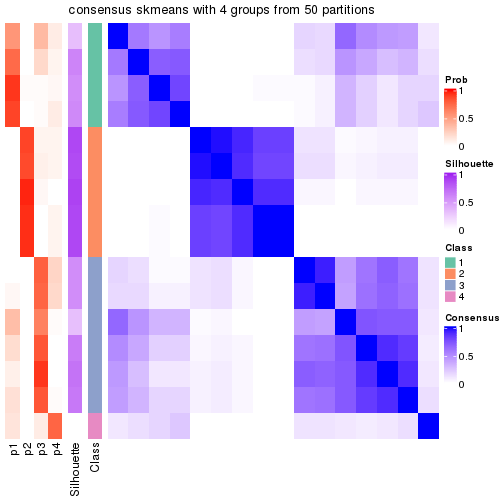 consensus skmeans with 4 groups from 50 partitions
Prob
1
0.5
0
Silhouette
1
0.5
0
Class
1
2
3
4
Consensus
1
0.5
0
p1
p2
p3
p4
Silhouette
Class